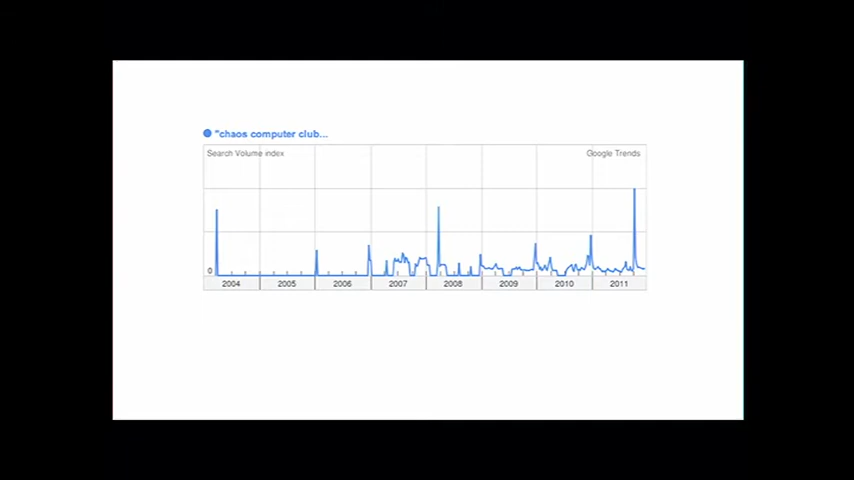 "chaos computer club...
Search Volume index Google Trends
0
2004 2005 2006 2007 2008 2009 2010 2011